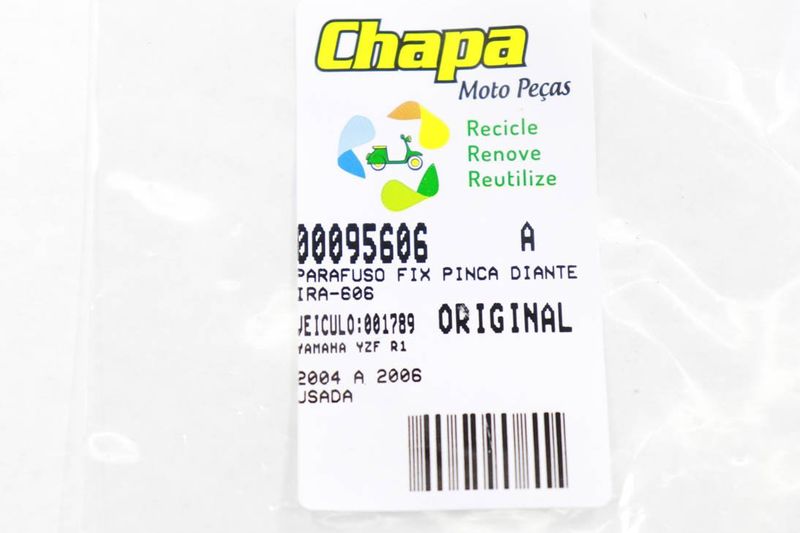 Chapa
Moto Peças
Recicle
Renove
Reutilize
00095606 A
PARAFUSO FIX PINCA DIANTE
IRA-606
VEICULO:001789 ORIGINAL
YAMAHA YZF R1
2004 A 2006
USADA